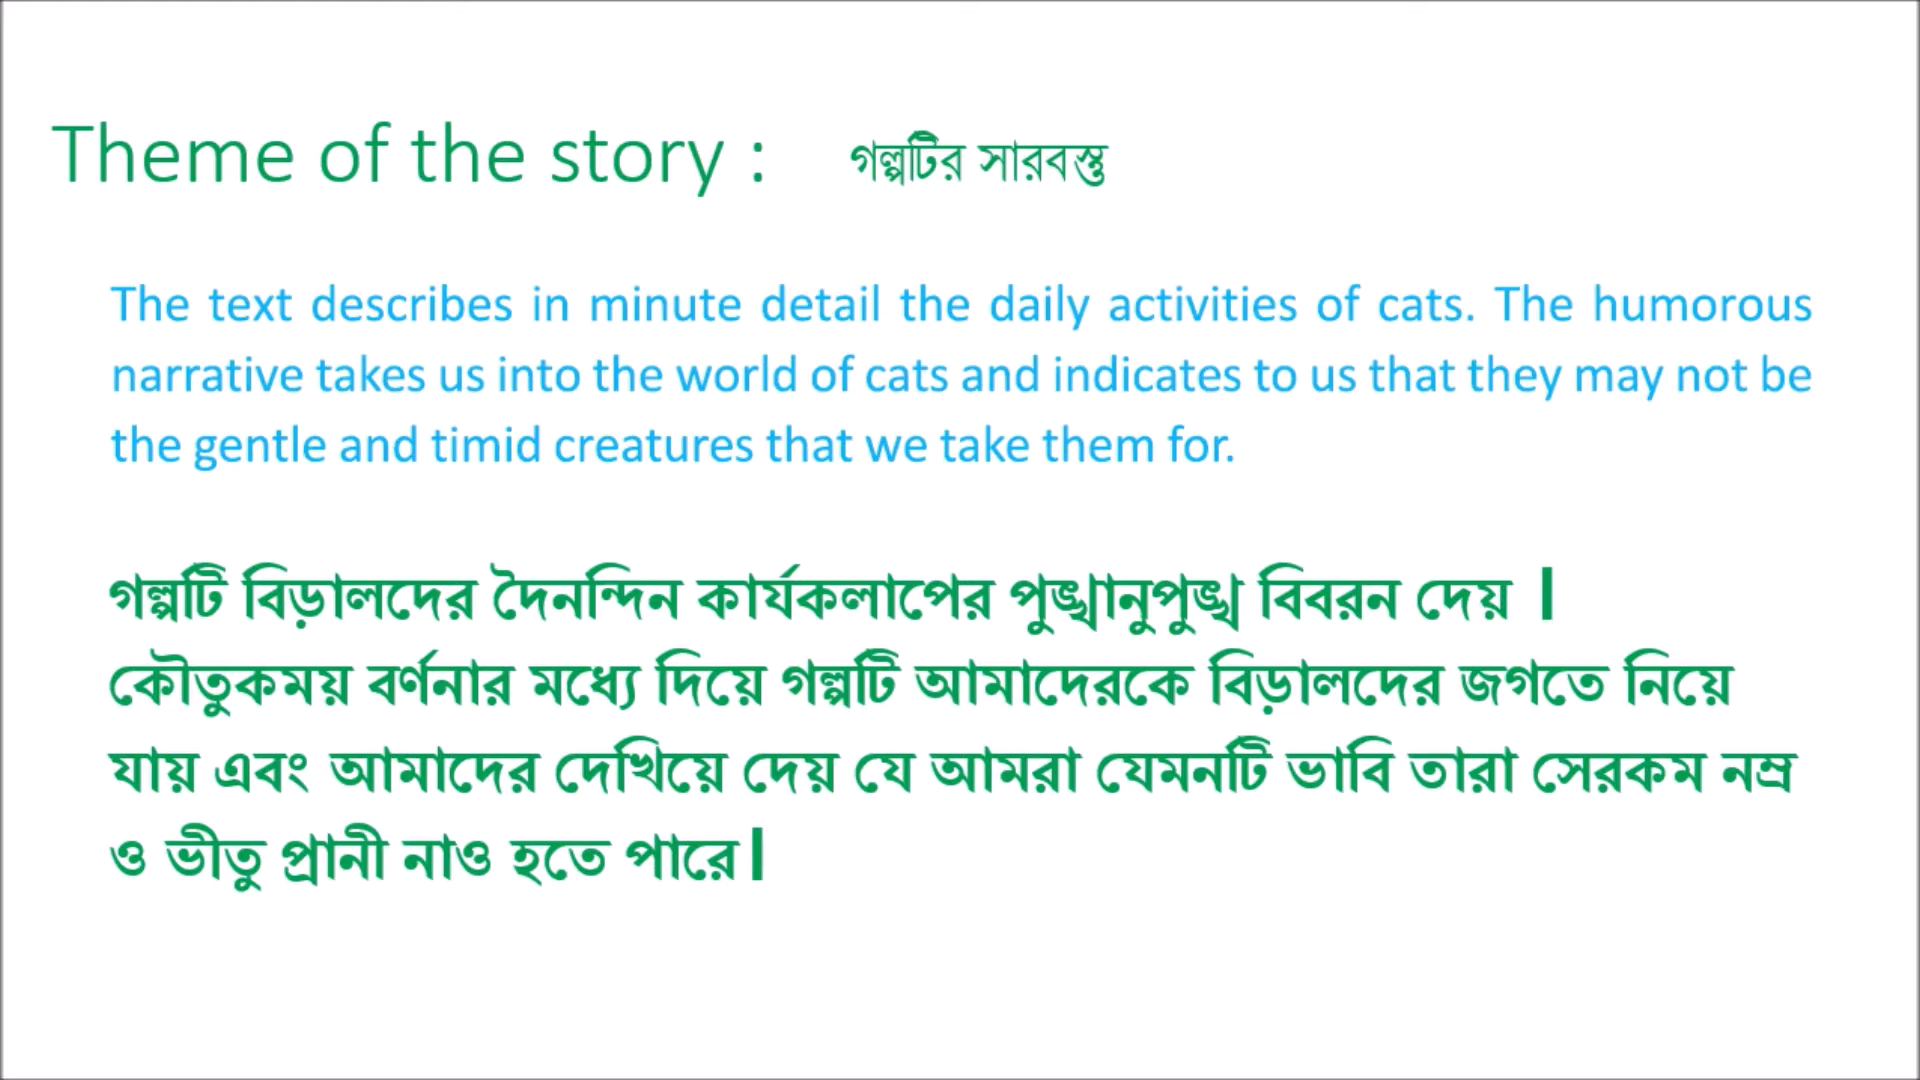 Theme of the story : গল্পটির সারবস্তু
The text describes in minute detail the daily activities of cats. The humorous
narrative takes us into the world of cats and indicates to us that they may not be
the gentle and timid creatures that we take them for.
গল্পটি বিড়ালদের দৈনন্দিন কার্যকলাপের পুঙ্খানুপুঙ্খ বিবরন দেয় ।
কৌতুকময় বর্ণনার মধ্যে দিয়ে গল্পটি আমাদেরকে বিড়ালদের জগতে নিয়ে
যায় এবং আমাদের দেখিয়ে দেয় যে আমরা যেমনটি ভাবি তারা সেরকম নম্র
ও ভীতু প্রানী নাও হতে পারে।